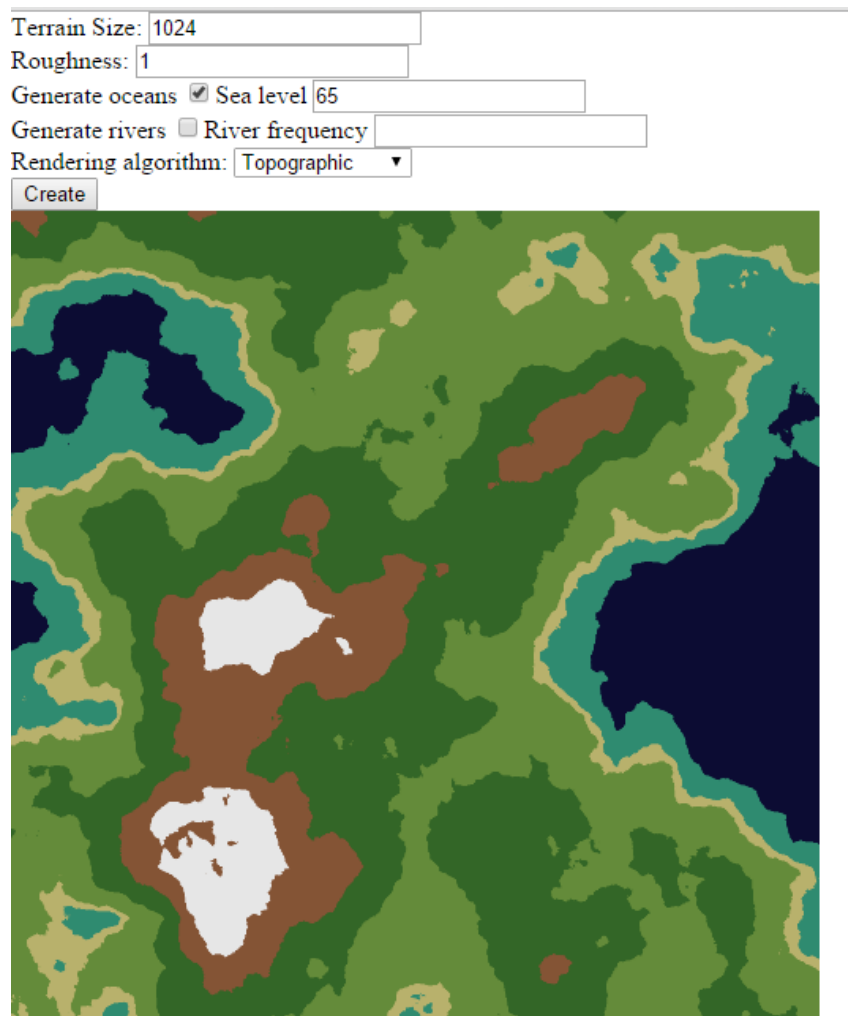 Terrain Size: 1024
Roughness: 1
Generate oceans Sea level 65
Generate rivers River frequency
Rendering algorithm: Topographic
Create